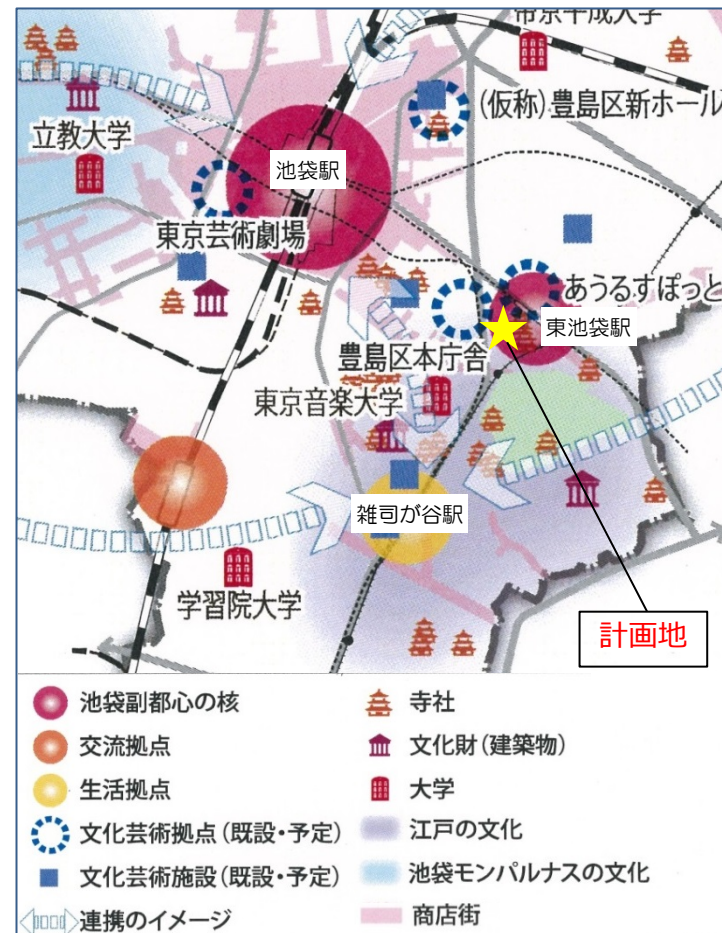 帝京平成大学
(仮称)豊島区新ホール
立教大学
池袋駅
東京芸術劇場
あうるすぽっと
東池袋駅
豊島区本庁舎
東京音楽大学
雑司が谷駅
学習院大学
計画地
池袋副都心の核
寺社
交流拠点
文化財(建築物)
生活拠点
大学
文化芸術拠点(既設・予定)
江戸の文化
文化芸術施設(既設・予定)
池袋モンパルナスの文化
連携のイメージ
商店街